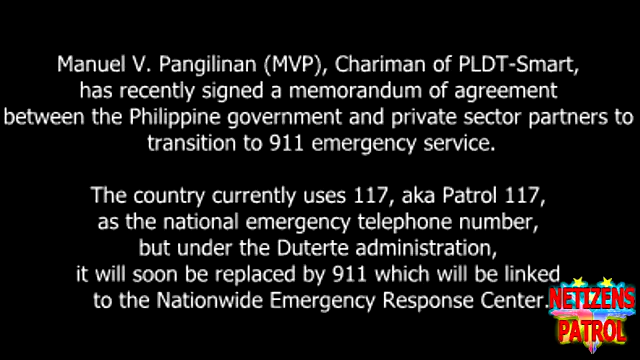 Manuel V. Pangilinan (MVP), Chariman of PLDT-Smart,
has recently signed a memorandum of agreement
between the Philippine government and private sector partners to
transition to 911 emergency service.
The country currently uses 117, aka Patrol 117,
as the national emergency telephone number,
but under the Duterte administration,
it will soon be replaced by 911 which will be linked
to the Nationwide Emergency Response Center.
NETIZENS
PATROL